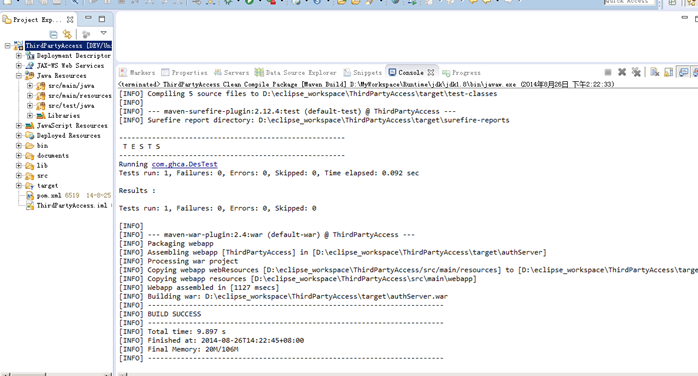 Project Exp...
ThirdPartyAccess [DEV/Us
Deployment Descriptor
JAX-WS Web Services
Java Resources
src/main/java
src/main/resources
src/test/java
Libraries
JavaScript Resources
Deployed Resources
bin
documents
lib
src
target
pom.xml 6519 14-8-25
ThirdPartyAccess.iml
Quick Access
Markers Properties Servers Data Source Explorer Snippets Console Progress
<terminated> ThirdPartyAccess Clean Compile Package [Maven Build] D:\MyWorkspace\Runtime\jdk\jdk1.8\bin\javaw.exe (2014年8月26日 下午2:22:33)
[INFO] Compiling 5 source files to D:\eclipse_workspace\ThirdPartyAccess\target\test-classes
[INFO]
[INFO] --- maven-surefire-plugin:2.12.4:test (default-test) @ ThirdPartyAccess ---
[INFO] Surefire report directory: D:\eclipse_workspace\ThirdPartyAccess\target\surefire-reports
-------------------------------------------------------
T E S T S
-------------------------------------------------------
Running com.ghca.DesTest
Tests run: 1, Failures: 0, Errors: 0, Skipped: 0, Time elapsed: 0.092 sec
Results :
Tests run: 1, Failures: 0, Errors: 0, Skipped: 0
[INFO]
[INFO] --- maven-war-plugin:2.4:war (default-war) @ ThirdPartyAccess ---
[INFO] Packaging webapp
[INFO] Assembling webapp [ThirdPartyAccess] in [D:\eclipse_workspace\ThirdPartyAccess\target\authServer]
[INFO] Processing war project
[INFO] Copying webapp webResources [D:\eclipse_workspace\ThirdPartyAccess/src/main/resources] to [D:\eclipse_workspace\ThirdPartyAccess\targe
[INFO] Copying webapp resources [D:\eclipse_workspace\ThirdPartyAccess\src\main\webapp]
[INFO] Webapp assembled in [1127 msecs]
[INFO] Building war: D:\eclipse_workspace\ThirdPartyAccess\target\authServer.war
[INFO] ------------------------------------------------------------------------
[INFO] BUILD SUCCESS
[INFO] ------------------------------------------------------------------------
[INFO] Total time: 9.897 s
[INFO] Finished at: 2014-08-26T14:22:45+08:00
[INFO] Final Memory: 20M/106M
[INFO] ------------------------------------------------------------------------